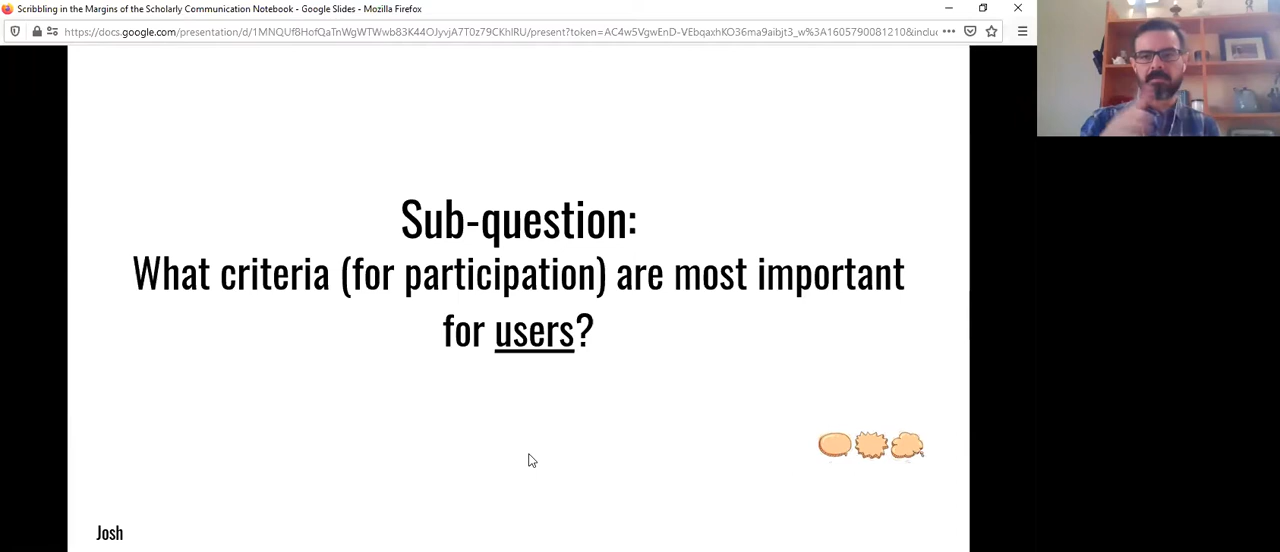 Scribbling in the Margins of the Scholarly Communication Notebook - Google Slides - Mozilla Firefox
https://docs.google.com/presentation/d/1MNQUf8HofQaTnWgWTWwb83K44OJyvjA7T0z79CKhlRU/present?token=AC4w5VgwEnD-VEbqaxhKO36ma9aibjt3_w%3A1605790081210&inclu
Sub-question:
What criteria (for participation) are most important
for users?
Josh